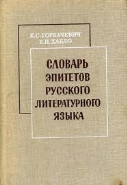 К.С. ГОРБАЧЕВИЧ
Е.П. ХАБЛО
СЛОВАРЬ
ЭПИТЕТОВ
РУССКОГО
ЛИТЕРАТУРНОГО
ЯЗЫКА